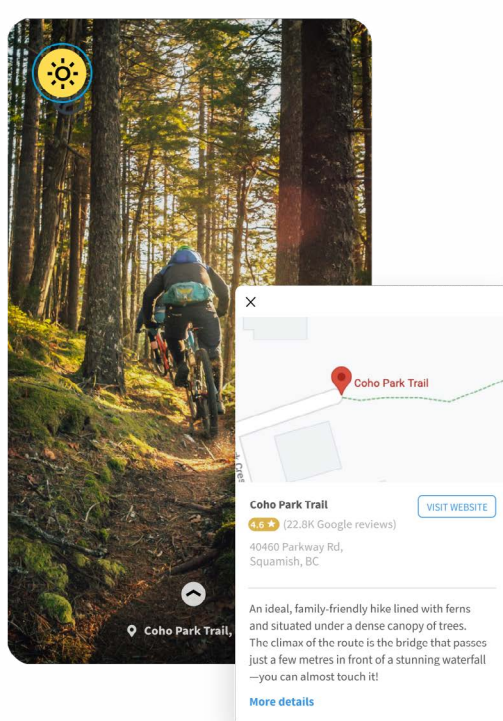 Coho Park Trail
Coho Park Trail
VISIT WEBSITE
4.6 ★ (22.8K Google reviews)
40460 Parkway Rd,
Squamish, BC
An ideal, family-friendly hike lined with ferns
and situated under a dense canopy of trees.
The climax of the route is the bridge that passes
just a few metres in front of a stunning waterfall
—you can almost touch it!
More details
Coho Park Trail,